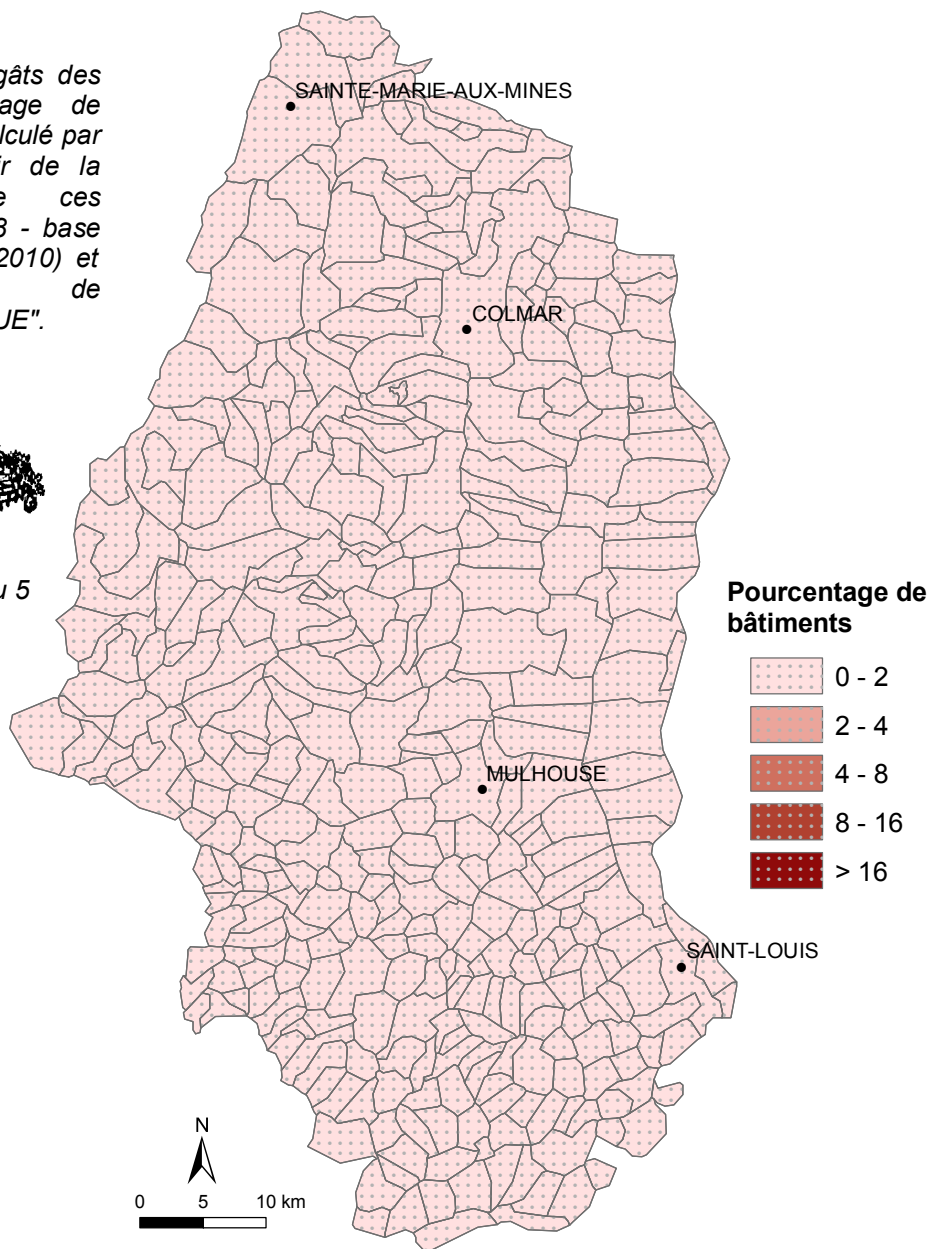 gâts des
age de
lculé par
ir de la
e ces
3 - base
2010) et
de
UE".
u 5
SAINTE-MARIE-AUX-MINES
COLMAR
MULHOUSE
SAINT-LOUIS
Pourcentage de
bâtiments
0 - 2
2 - 4
4 - 8
8 - 16
> 16
N
0 5 10 km